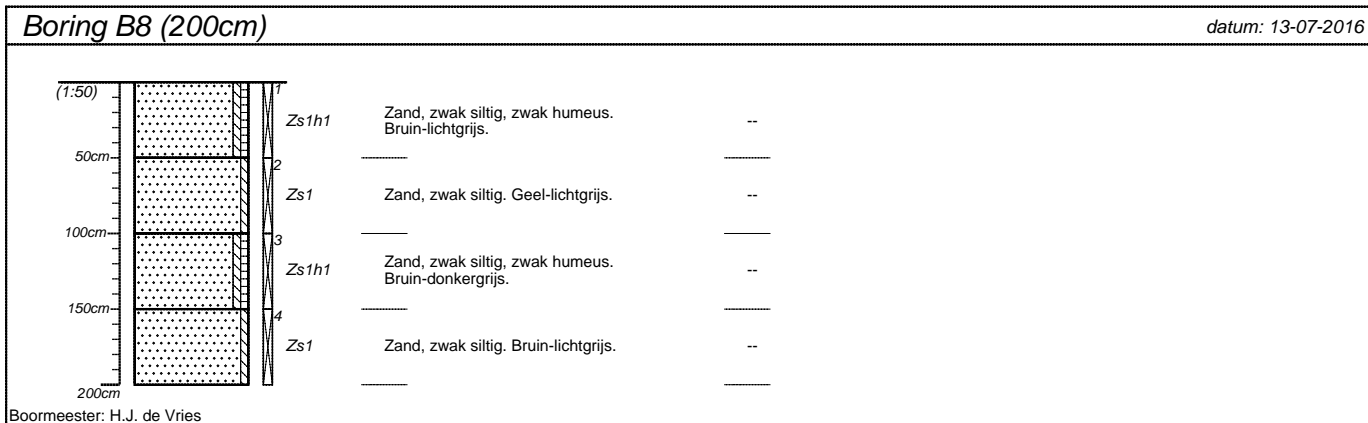 Boring B8 (200cm)
datum: 13-07-2016
(1:50)
1
Zs1h1
Zand, zwak siltig, zwak humeus.
Bruin-lichtgrijs.
--
50cm
2
Zs1
Zand, zwak siltig. Geel-lichtgrijs.
--
100cm
3
Zs1h1
Zand, zwak siltig, zwak humeus.
Bruin-donkergrijs.
--
150cm
4
Zs1
Zand, zwak siltig. Bruin-lichtgrijs.
--
200cm
Boormeester: H.J. de Vries